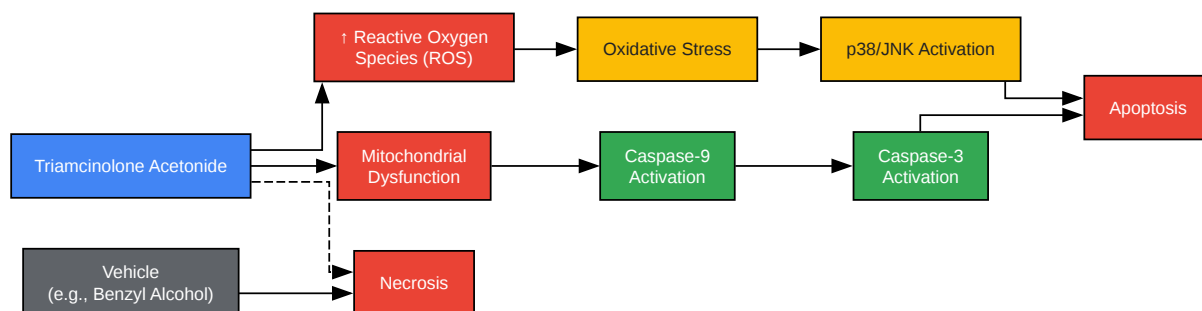 ↑ Reactive Oxygen
Species (ROS)
Oxidative Stress
p38/JNK Activation
Apoptosis
Triamcinolone Acetonide
Mitochondrial
Dysfunction
Caspase-9
Activation
Caspase-3
Activation
Vehicle
(e.g., Benzyl Alcohol)
Necrosis